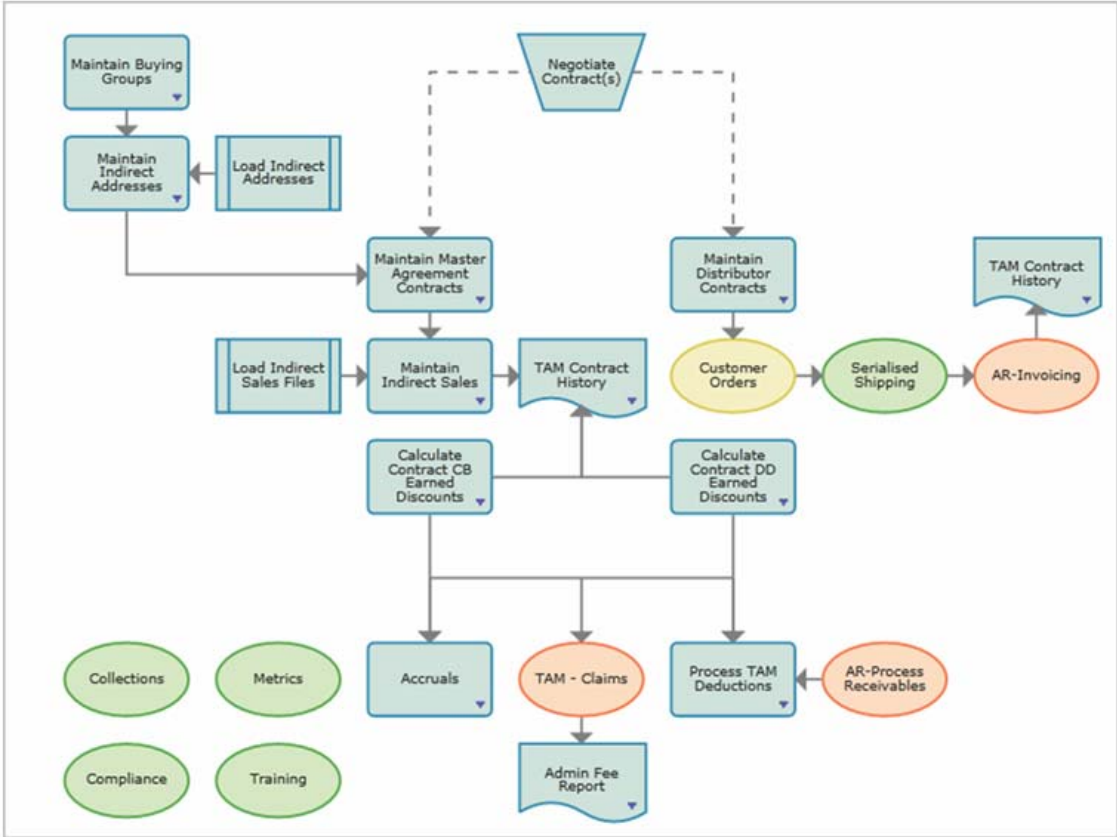 Maintain Buying
Groups
Negotiate
Contract(s)
Maintain
Indirect
Addresses
Load Indirect
Addresses
Maintain Master
Agreement
Contracts
Maintain
Distributor
Contracts
TAM Contract
History
Load Indirect
Sales Files
Maintain
Indirect Sales
TAM Contract
History
Customer
Orders
Serialised
Shipping
AR-Invoicing
Calculate
Contract CB
Earned
Discounts
Calculate
Contract DD
Earned
Discounts
Collections
Metrics
Accruals
TAM - Claims
Process TAM
Deductions
AR-Process
Receivables
Compliance
Training
Admin Fee
Report